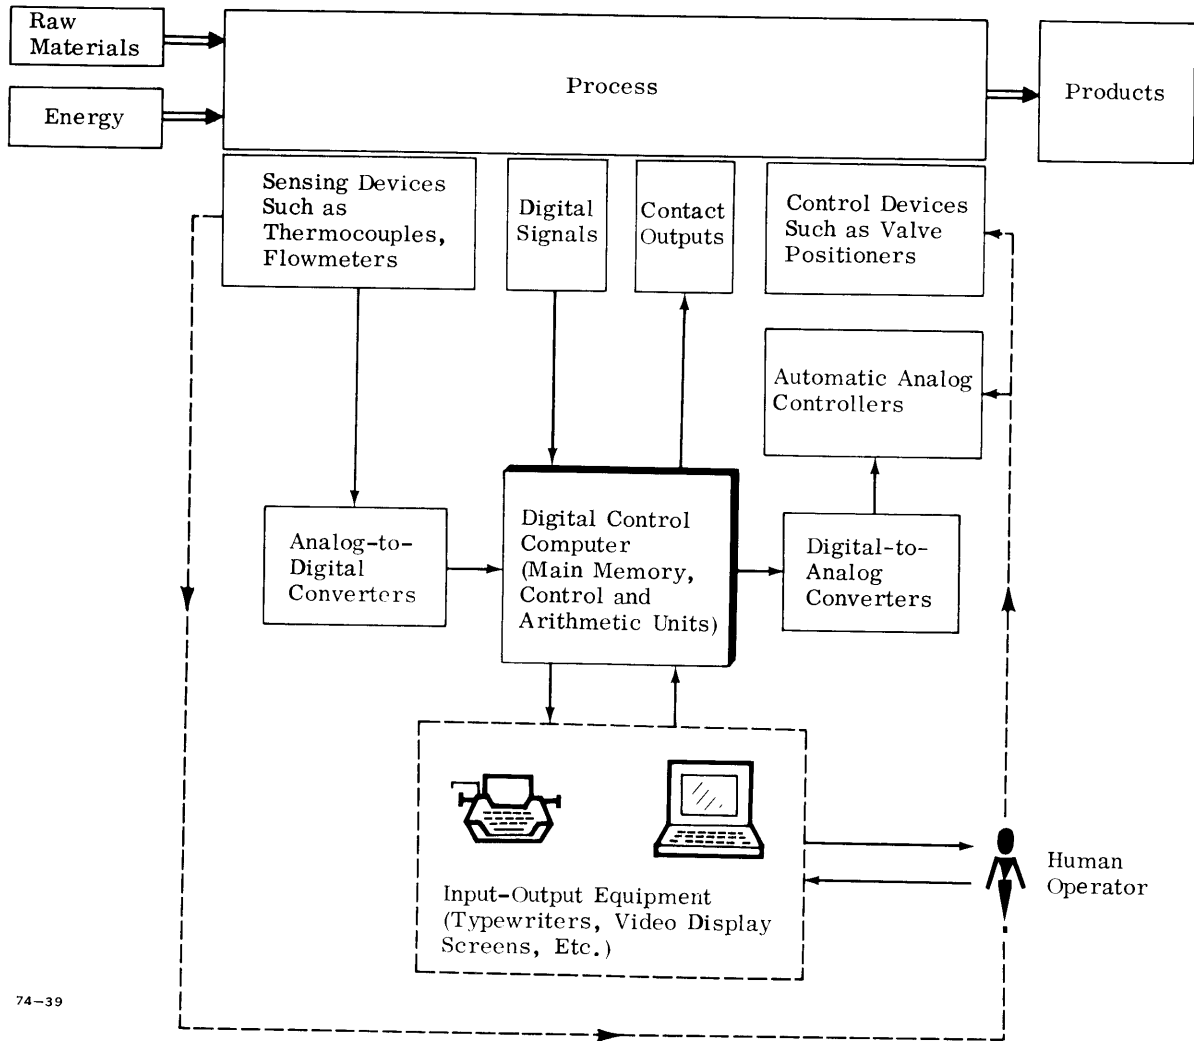 Raw
Materials
Energy
Process
Products
Sensing Devices
Such as
Thermocouples,
Flowmeters
Digital
Signals
Contact
Outputs
Control Devices
Such as Valve
Positioners
Automatic Analog
Controllers
Analog-to-
Digital
Converters
Digital Control
Computer
(Main Memory,
Control and
Arithmetic Units)
Digital-to-
Analog
Converters
Input-Output Equipment
(Typewriters, Video Display
Screens, Etc.)
Human
Operator
74-39